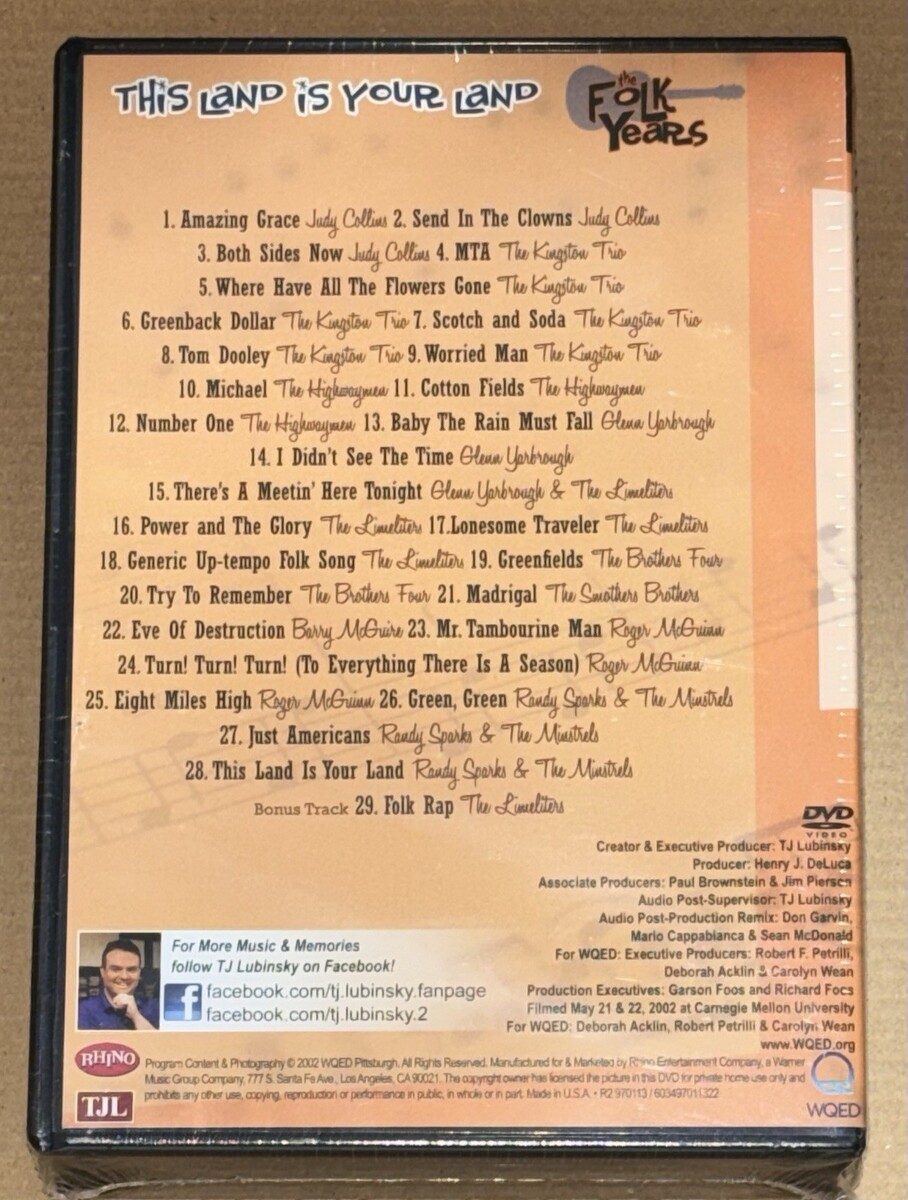 THIS LAND IS YOUR LAND
the FOLK YEARS
1. Amazing Grace Judy Collins 2. Send In The Clowns Judy Collins
3. Both Sides Now Judy Collins 4. MTA The Kingston Trio
5. Where Have All The Flowers Gone The Kingston Trio
6. Greenback Dollar The Kingston Trio 7. Scotch and Soda The Kingston Trio
8. Tom Dooley The Kingston Trio 9. Worried Man The Kingston Trio
10. Michael The Highwaymen 11. Cotton Fields The Highwaymen
12. Number One The Highwaymen 13. Baby The Rain Must Fall Glenn Yarbrough
14. I Didn't See The Time Glenn Yarbrough
15. There's A Meetin' Here Tonight Glenn Yarbrough & The Limeliters
16. Power and The Glory The Limeliters 17.Lonesome Traveler The Limeliters
18. Generic Up-tempo Folk Song The Limeliters 19. Greenfields The Brothers Four
20. Try To Remember The Brothers Four 21. Madrigal The Smothers Brothers
22. Eve Of Destruction Barry McGuire 23. Mr. Tambourine Man Roger McGuinn
24. Turn! Turn! Turn! (To Everything There Is A Season) Roger McGuinn
25. Eight Miles High Roger McGuinn 26. Green, Green Randy Sparks & The Minstrels
27. Just Americans Randy Sparks & The Minstrels
28. This Land Is Your Land Randy Sparks & The Minstrels
Bonus Track 29. Folk Rap The Limeliters
DVD
VIDEO
Creator & Executive Producer: TJ Lubinsky
Producer: Henry J. DeLuca
Associate Producers: Paul Brownstein & Jim Pierson
Audio Post-Supervisor: TJ Lubinsky
Audio Post-Production Remix: Don Garvin,
Mario Cappabianca & Sean McDonald
For WQED: Executive Producers: Robert F. Petrilli,
Deborah Acklin & Carolyn Wean
Production Executives: Garson Foos and Richard Foos
Filmed May 21 & 22, 2002 at Carnegie Mellon University
For WQED: Deborah Acklin, Robert Petrilli & Carolyn Wean
www.WQED.org
For More Music & Memories
follow TJ Lubinsky on Facebook!
f
facebook.com/tj.lubinsky.fanpage
facebook.com/tj.lubinsky.2
RHINO
TJL
Program Content & Photography © 2002 WQED Pittsburgh. All Rights Reserved. Manufactured for & Marketed by Rhino Entertainment Company, a Warner
Music Group Company, 777 S. Santa Fe Ave., Los Angeles, CA 90021. The copyright owner has licensed the picture in this DVD for private home use only and
prohibits any other use, copying, reproduction or performance in public, in whole or in part. Made in U.S.A. • R2 970113 / 603497011322
WQED